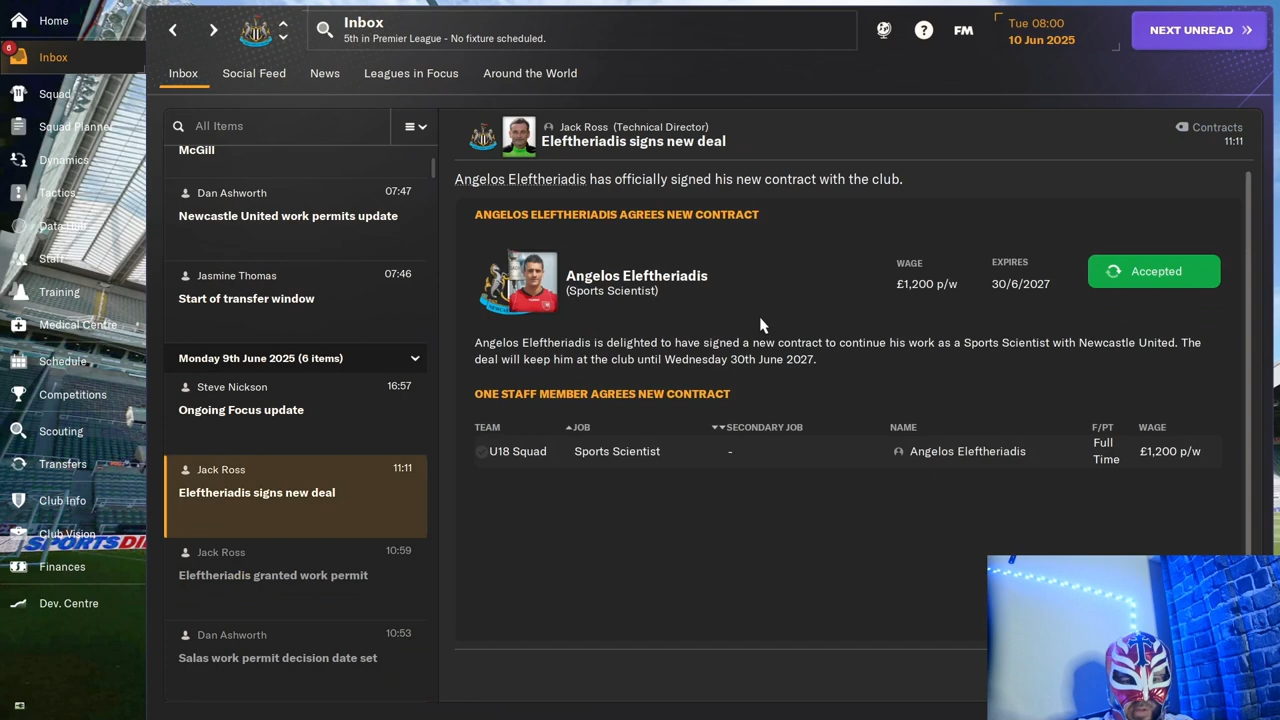 Home
6
Inbox
Squad
Squad Planner
Dynamics
Tactics
Data Hub
Staff
Training
Medical Centre
Schedule
Competitions
Scouting
Transfers
Club Info
Club Vision
SPORTSDI
Finances
Dev. Centre
Inbox
5th in Premier League - No fixture scheduled.
?
FM
Tue 08:00
10 Jun 2025
NEXT UNREAD
Inbox
Social Feed
News
Leagues in Focus
Around the World
All Items
McGill
Dan Ashworth
07:47
Newcastle United work permits update
Jasmine Thomas
07:46
Start of transfer window
Monday 9th June 2025 (6 items)
Steve Nickson
16:57
Ongoing Focus update
Jack Ross
11:11
Eleftheriadis signs new deal
Jack Ross
10:59
Eleftheriadis granted work permit
Dan Ashworth
10:53
Salas work permit decision date set
Jack Ross (Technical Director)
Eleftheriadis signs new deal
Contracts
11:11
Angelos Eleftheriadis has officially signed his new contract with the club.
ANGELOS ELEFTHERIADIS AGREES NEW CONTRACT
Angelos Eleftheriadis
(Sports Scientist)
WAGE
£1,200 p/w
EXPIRES
30/6/2027
Accepted
Angelos Eleftheriadis is delighted to have signed a new contract to continue his work as a Sports Scientist with Newcastle United. The
deal will keep him at the club until Wednesday 30th June 2027.
ONE STAFF MEMBER AGREES NEW CONTRACT
TEAM JOB SECONDARY JOB NAME F/PT WAGE
U18 Squad Sports Scientist - Angelos Eleftheriadis Full Time £1,200 p/w